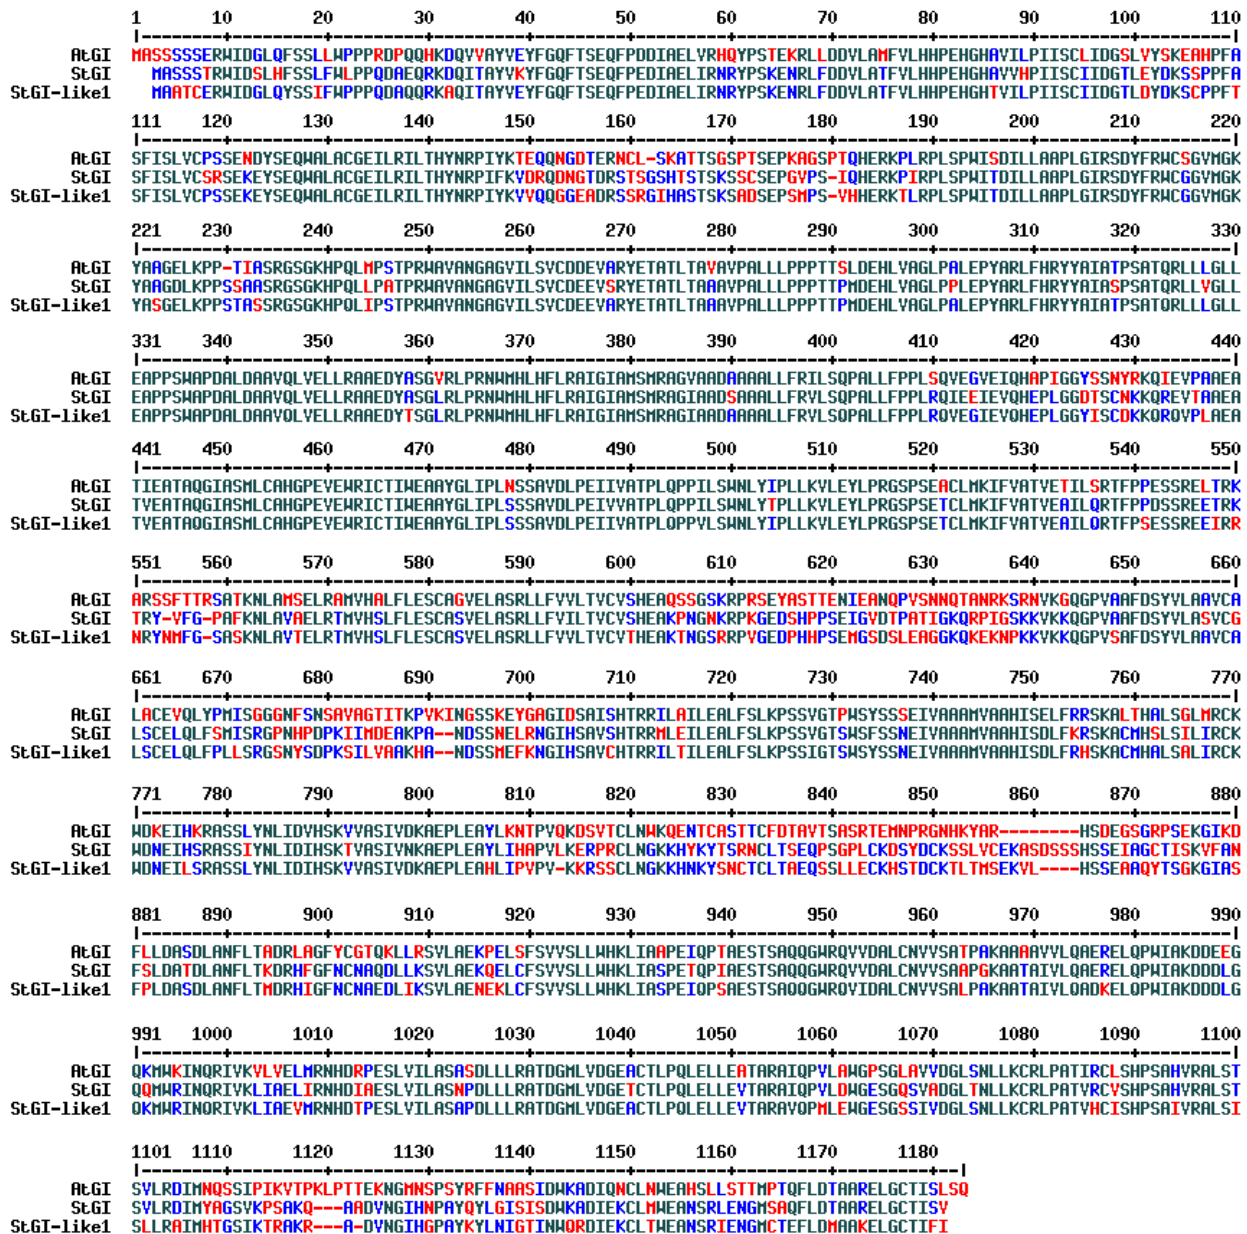 1 10 20 30 40 50 60 70 80 90 100 110
AtGI MASSSSSERWIDGLQFSSLLWPPPRDPQQHKDQVVAYVEYFGQFTSEQFPDDIAELVRHQYPSTEKRLLDDVLAMFVLHHPEHGHAVILPIISCLIDGSLVYSKEAHPFA
StGI MASSSTRWIDSLHFSSLFWLPPQDAEQRKDQITAYVKYFGQFTSEQFPEDIAELIRNRYPSKENRLFDDVLATFVLHHPEHGHAVVHPIISCIIDGTLEYDKSSPPFA
StGI-like1 MAATCERWIDGLQYSSIFWPPPQDAQQRKAQITAYVEYFGQFTSEQFPEDIAELIRNRYPSKENRLFDDVLATFVLHHPEHGHTVILPIISCIIDGTLDYDKSCPPFT
111 120 130 140 150 160 170 180 190 200 210 220
AtGI SFISLVCPSSENDYSEQWALACGEILRILTHYNRPIYKTEQQNGDTERNCL-SKATTSGSPTSEPKAGSPTQHERKPLRPLSPWISDILLAAPLGIRSDYFRWCSGVMGK
StGI SFISLVCSRSEKEYSEQWALACGEILRILTHYNRPIFKVDRQDNGTDRSTSGSHTSTSKSSCSEPGVPS-IQHERKPIRPLSPWITDILLAAPLGIRSDYFRWCGGVMGK
StGI-like1 SFISLVCPSSEKEYSEQWALACGEILRILTHYNRPIYKVVQQGGEADRSSRGIHASTSKSADSEPSMPS-VHHERKTLRPLSPWITDILLAAPLGIRSDYFRWCGGVMGK
221 230 240 250 260 270 280 290 300 310 320 330
AtGI YAAGELKPP-TIASRGSGKHPQLMPSTPRWAVANGAGVILSVCDDEVARYETATLTAVAVPALLLPPPTTSLDEHLVAGLPALEPYARLFHRYYAIATPSATQRLLLGLL
StGI YAAGDLKPPSSAASRGSGKHPQLLPATPRWAVANGAGVILSVCDEEVSRYETATLTAAAVPALLLPPPTTPMDEHLVAGLPPLEPYARLFHRYYAIASPSATQRLLVGLL
StGI-like1 YASGELKPPSTASSRGSGKHPQLIPSTPRWAVANGAGVILSVCDEEVARYETATLTAAAVPALLLPPPTTPMDEHLVAGLPALEPYARLFHRYYAIATPSATQRLLLGLL
331 340 350 360 370 380 390 400 410 420 430 440
AtGI EAPPSWAPDALDAAVQLVELLRAAEDYASGVRLPRNWMHLHFLRAIGIAMSMRAGVAADAAAALLFRILSQPALLFPPLSQVEGVEIQHAPIGGYSSNYRKQIEVPAAEA
StGI EAPPSWAPDALDAAVQLVELLRAAEDYASGLRLPRNWMHLHFLRAIGIAMSMRAGIAADSAAALLFRVLSQPALLFPPLRQIEEIEVQHEPLGGDTSCNKKQREVTAAEA
StGI-like1 EAPPSWAPDALDAAVQLVELLRAAEDYTSGLRLPRNWMHLHFLRAIGIAMSMRAGIAADAAAALLFRVLSQPALLFPPLRQVEGIEVQHEPLGGYISCDKKQRQVPLAEA
441 450 460 470 480 490 500 510 520 530 540 550
AtGI TIEATAQGIASMLCAHGPEVEWRICTIWEAAYGLIPLNSSAVDLPEIIVATPLQPPILSWNLYIPLLKVLEYLPRGSPSEACLMKIFVATVETILSRTFPPESSRELTRK
StGI TVEATAQGIASMLCAHGPEVEWRICTIWEAAYGLIPLSSSAVDLPEIVVATPLQPPILSWNLYTPLLKVLEYLPRGSPSETCLMKIFVATVEAILQRTFPPDSSREETRK
StGI-like1 TVEATAQGIASMLCAHGPEVEWRICTIWEAAYGLIPLSSSAVDLPEIIVATPLQPPVLSWNLYIPLLKVLEYLPRGSPSETCLMKIFVATVEAILQRTFPSESSREEIRR
551 560 570 580 590 600 610 620 630 640 650 660
AtGI ARSSFTTRSATKNLAMSELRAMVHALFLESCAGVELASRLLFVVLTVCVSHEAQSSGSKRPRSEYASTTENIEANQPVSNNQTANRKSRNVKGQGPVAAFDSYVLAAVCA
StGI TRY-VFG-PAFKNLAVAELRTMVHSLFLESCASVELASRLLFVILTVCVSHEAKPNGNKRPKGEDSHPPSEIGVDTPATIGKQRPIGSKKVKKQGPVAAFDSYVLASVCG
StGI-like1 NRYNMFG-SASKNLAVTELRTMVHSLFLESCASVELASRLLFVVLTVCVTHEAKTNGSRRPVGEDPHHPSEMGSDSLEAGGKQKEKNPKKVKKQGPVSAFDSYVLAAVCA
661 670 680 690 700 710 720 730 740 750 760 770
AtGI LACEVQLYPMISGGGNFSNSAVAGTITKPVKINGSSKEYGAGIDSAISHTRRILAILEALFSLKPSSVGTPWSYSSSEIVAAAMVAAHISELFRRSKALTHALSGLMRCK
StGI LSCELQLFSMISRGPNHPDPKIIMDEAKPA--NDSSNELRNGIHSAVSHTRRMLEILEALFSLKPSSVGTSWSFSSNEIVAAAMVAAHISDLFKRSKACMHSLSILIRCK
StGI-like1 LSCELQLFPLLSRGSNYSDPKSILVAAKHA--NDSSMEFKNGIHSAVCHTRRILTILEALFSLKPSSIGTSWSYSSNEIVAAAMVAAHISDLFRHSKACMHALSALIRCK
771 780 790 800 810 820 830 840 850 860 870 880
AtGI WDKEIHKRASSLYNLIDVHSKVVASIVDKAEPLEAYLKNTPVQKDSVTCLNWKQENTCASTTCFDTAVTSASRTEMNPRGNHKYAR--------HSDEGSGRPSEKGIKD
StGI WDNEIHSRASSIYNLIDIHSKTVASIVNKAEPLEAYLIHAPVLKERPRCLNGKKHYKYTSRNCLTSEQPSGPLCKDSYDCKSSLVCEKASDSSSHSSEIAGCTISKVFAN
StGI-like1 WDNEILSRASSLYNLIDIHSKVVASIVDKAEPLEAHLIPVPV-KKRSSCLNGKKHNKYSNCTCLTAEQSSLLECKHSTDCKTLTMSEKVL----HSSEAAQYTSGKGIAS
881 890 900 910 920 930 940 950 960 970 980 990
AtGI FLLDASDLANFLTADRLAGFYCGTQKLLRSVLAEKPELSFSVVSLLWHKLIAAPEIQPTAESTSAQQGWRQVVDALCNVVSATPAKAAAAVVLQAERELQPWIAKDDEEG
StGI FSLDATDLANFLTKDRHFGFNCNAQDLLKSVLAEKQELCFSVVSLLWHKLIASPETQPIAESTSAQQGWRQVVDALCNVVSAAPGKAATAIVLQAERELQPWIAKDDDLG
StGI-like1 FPLDASDLANFLTMDRHIGFNCNAEDLIKSVLAENEKLCFSVVSLLWHKLIASPEIQPSAESTSAQQGWRQVIDALCNVVSALPAKAATAIVLQADKELQPWIAKDDDLG
991 1000 1010 1020 1030 1040 1050 1060 1070 1080 1090 1100
AtGI QKMWKINQRIVKVLVELMRNHDRPESLVILASASDLLLRATDGMLVDGEACTLPQLELLEATARAIQPVLAWGPSGLAVVDGLSNLLKCRLPATIRCLSHPSAHVRALST
StGI QQMWRINQRIVKLIAELIRNHDIAESLVILASNPDLLLRATDGMLVDGETCTLPQLELLEVTARAIQPVLDWGESGQSVADGLTNLLKCRLPATVRCVSHPSAHVRALST
StGI-like1 QKMWRINQRIVKLIAEVMRNHDTPESLVILASAPDLLLRATDGMLVDGEACTLPQLELLEVTARAVQPMLEWGESGSSIVDGLSNLLKCRLPATVHCISHPSAIVRALSI
1101 1110 1120 1130 1140 1150 1160 1170 1180
AtGI SVLRDIMNQSSIPIKVTPKLPTTEKNGMNSPSYRFFNAASIDWKADIQNCLNWEAHSLLSTTMPTQFLDTAARELGCTISLSQ
StGI SVLRDIMYAGSVKPSAKQ---AADVNGIHNPAYQYLGISISDWKADIEKCLMWEANSRLENGMSAQFLDTAARELGCTISV
StGI-like1 SLLRAIMHTGSIKTRAKR---A-DVNGIHGPAYKYLNIGTINWQRDIEKCLTWEANSRIENGMCTEFLDMAAKELGCTIFI